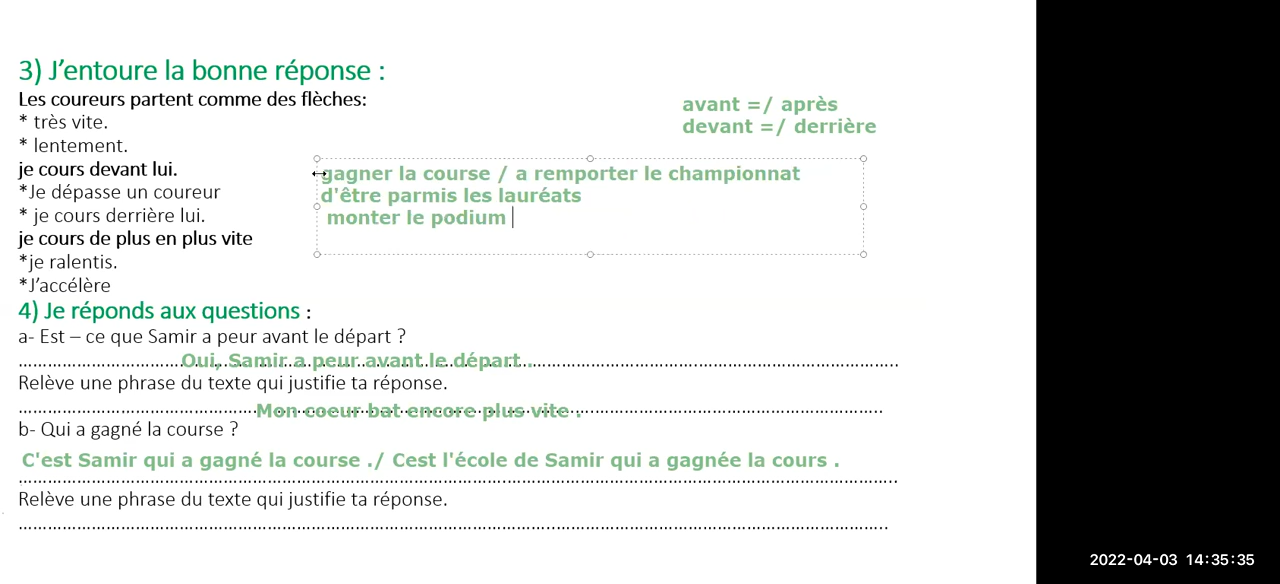 3) J’entoure la bonne réponse :
Les coureurs partent comme des flèches:
* très vite.
* lentement.
je cours devant lui.
*Je dépasse un coureur
* je cours derrière lui.
je cours de plus en plus vite
*je ralentis.
*J’accélère
avant =/ après
devant =/ derrière
gagner la course / a remporter le championnat
d'être parmis les lauréats
monter le podium
4) Je réponds aux questions :
a- Est – ce que Samir a peur avant le départ ?
Oui, Samir a peur avant le départ .
Relève une phrase du texte qui justifie ta réponse.
Mon coeur bat encore plus vite .
b- Qui a gagné la course ?
C'est Samir qui a gagné la course ./ Cest l'école de Samir qui a gagnée la cours .
Relève une phrase du texte qui justifie ta réponse.
2022-04-03 14:35:35